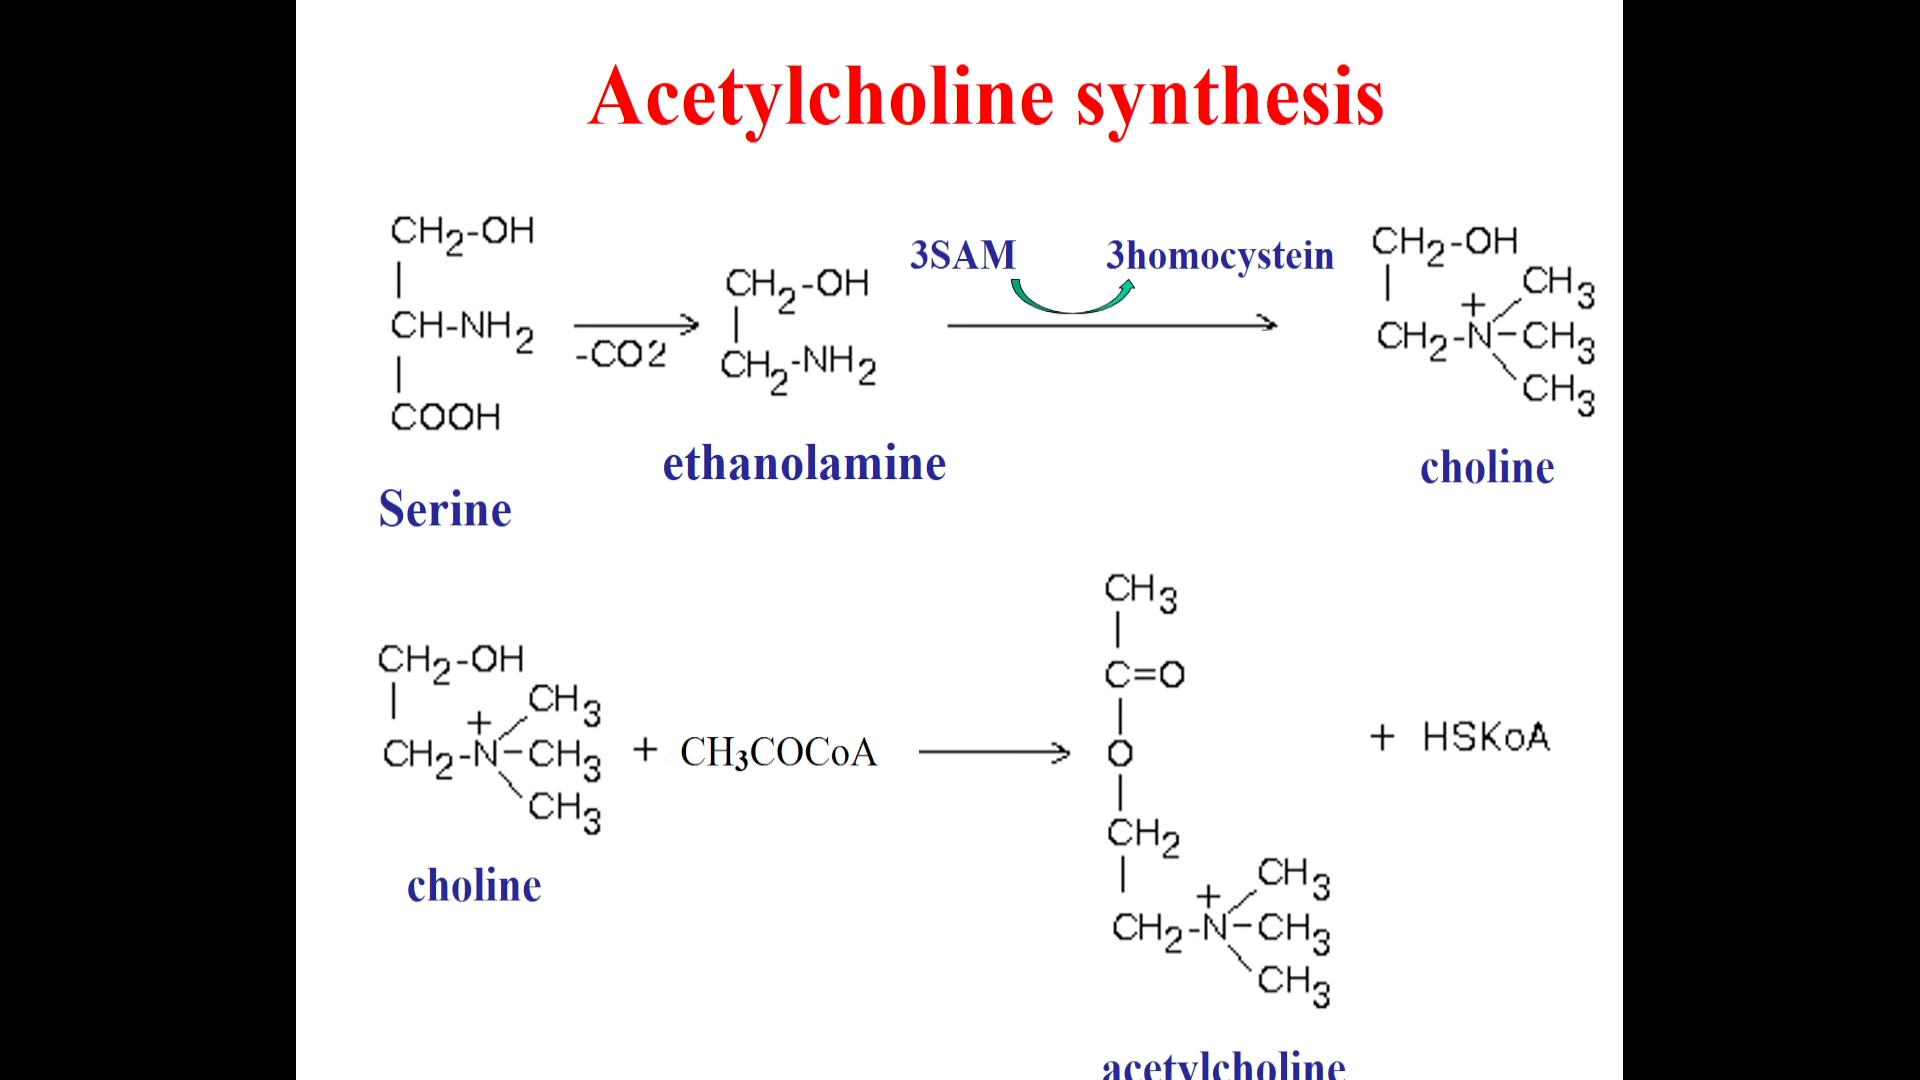 Acetylcholine synthesis
CH2-OH
CH-NH2
COOH
Serine
-CO2
CH2-OH
CH2-NH2
ethanolamine
3SAM 3homocystein
CH2-OH
CH3
+
CH2-N-CH3
CH3
choline
CH2-OH
CH3
+
CH2-N-CH3
CH3
choline
+ CH3COCoA
CH3
C=O
O
CH2
CH3
+
CH2-N-CH3
CH3
acetylcholine
+ HSKoA